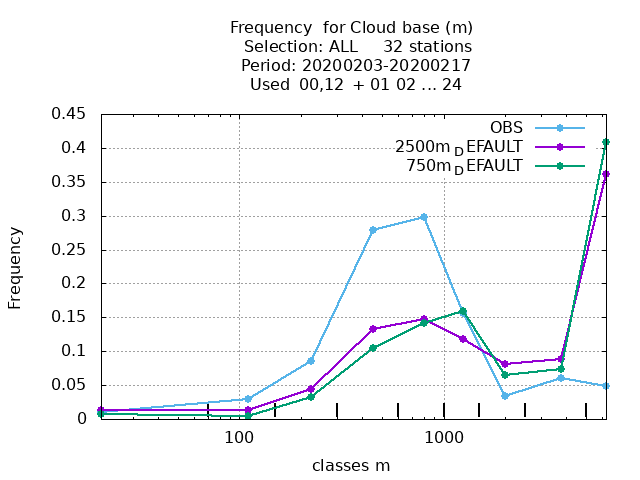 Frequency  for Cloud base (m)
Selection: ALL     32 stations
Period: 20200203-20200217
Used  00,12  + 01 02 ... 24
OBS
2500m_DEFAULT
750m_DEFAULT
0.45
0.4
0.35
0.3
0.25
0.2
0.15
0.1
0.05
0
Frequency
100
1000
classes m